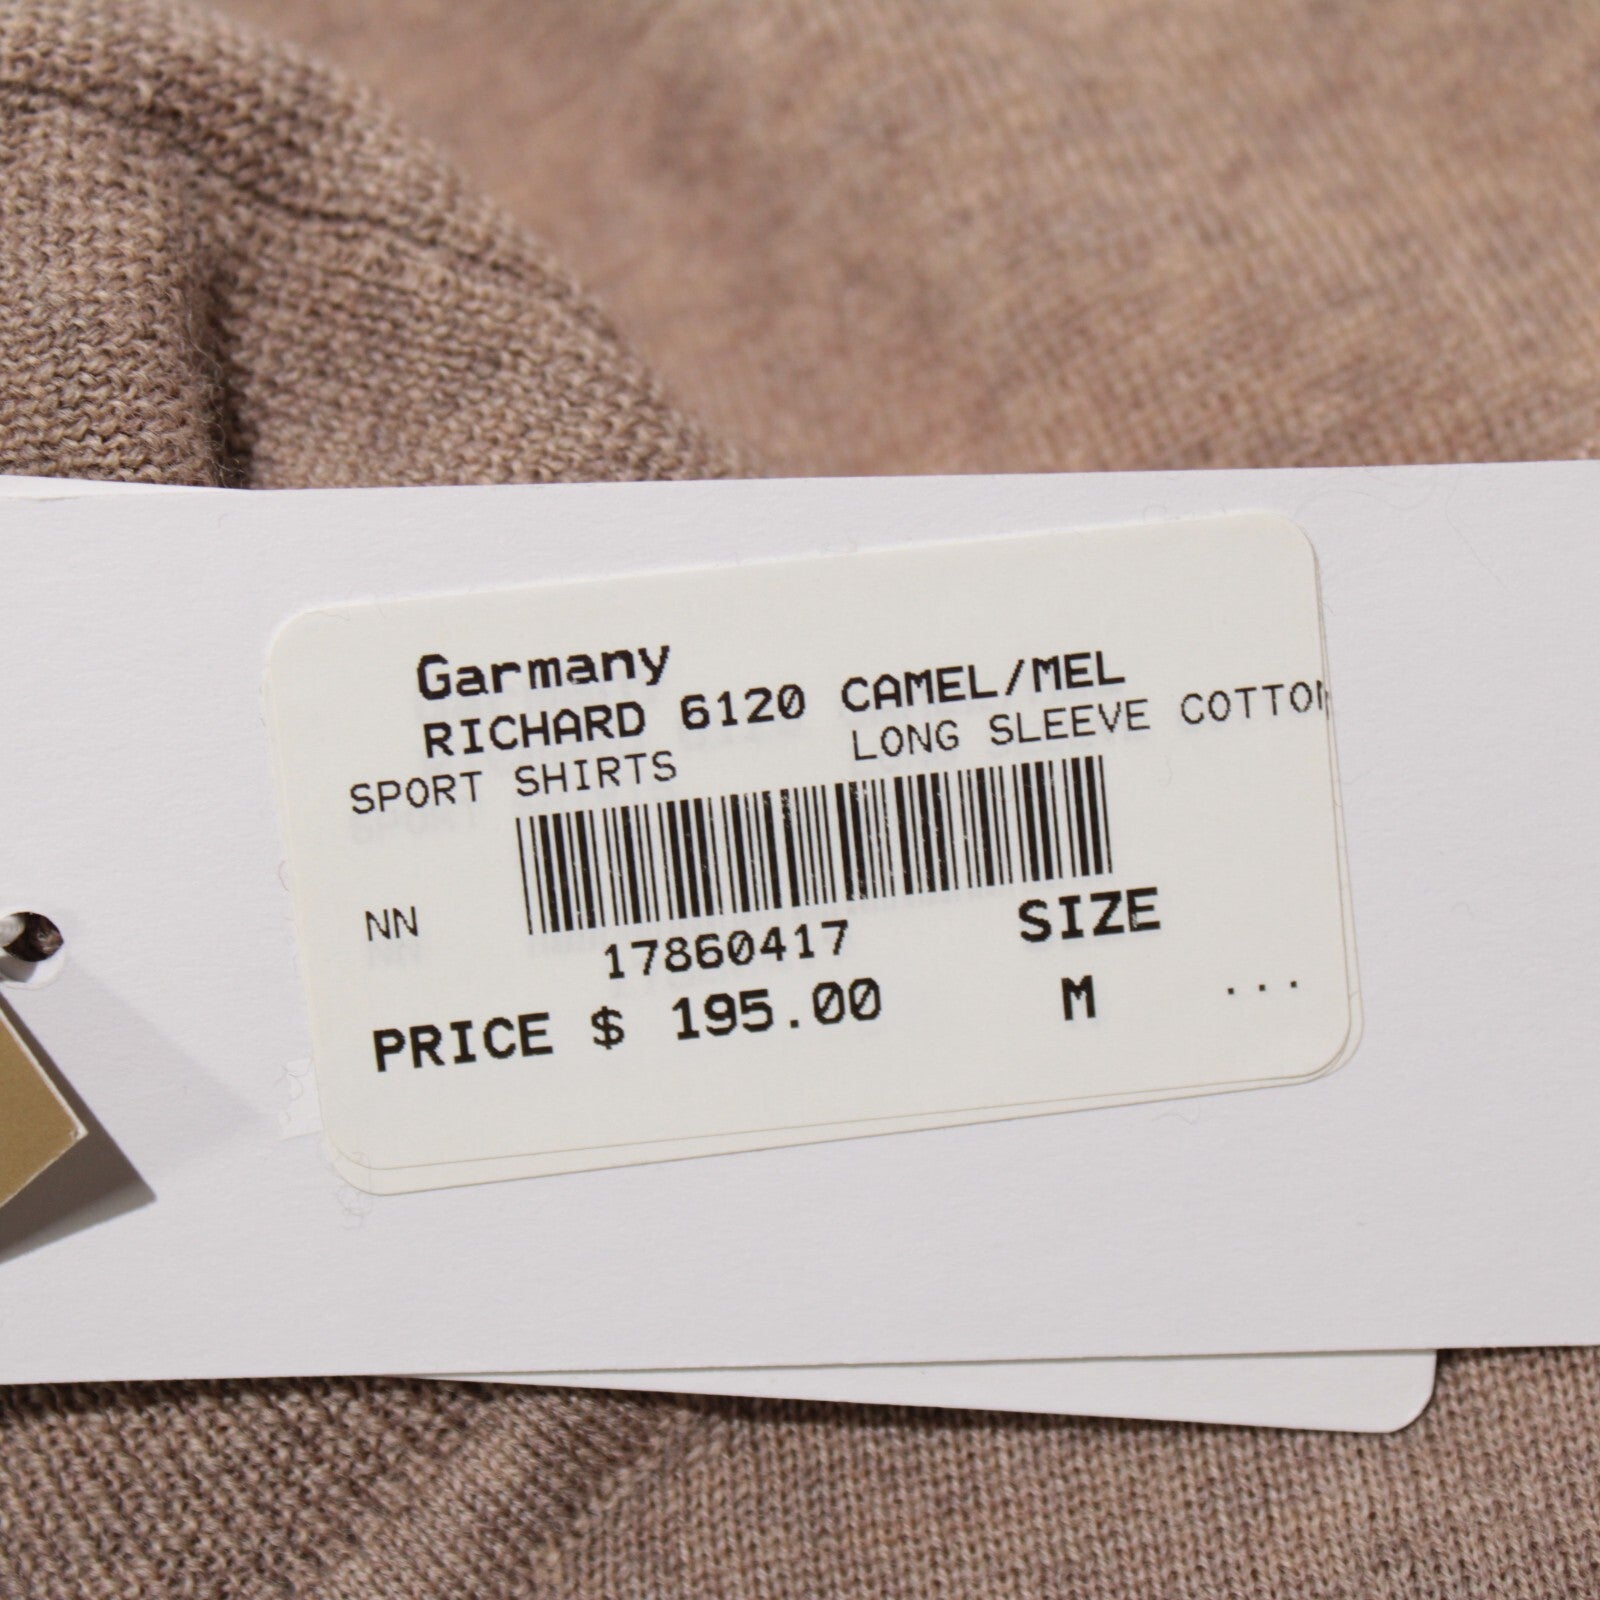 Garmany
RICHARD 6120 CAMEL/MEL
SPORT SHIRTS LONG SLEEVE COTTON
NN
17860417
SIZE
PRICE $ 195.00 M ...